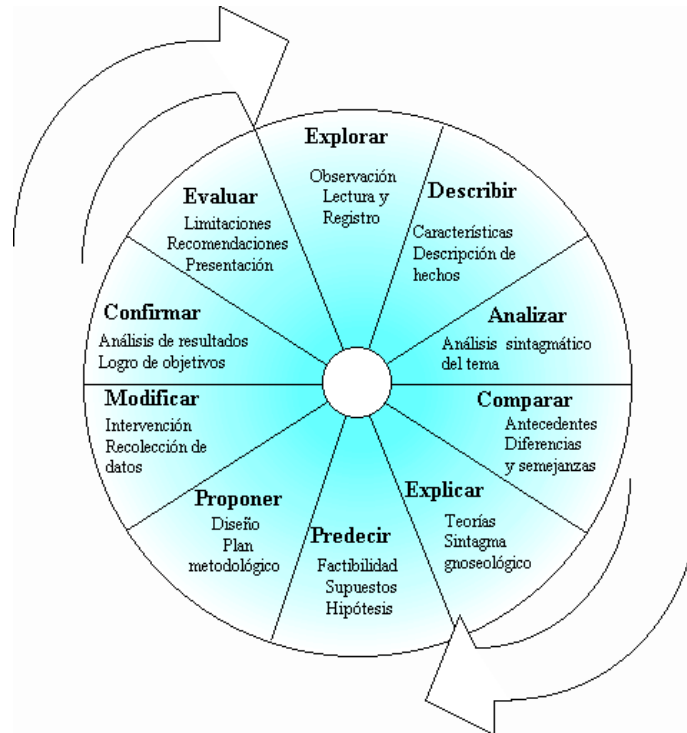 Explorar
Observación
Lectura y
Registro
Describir
Características
Descripción de
hechos
Analizar
Análisis sintagmático
del tema
Comparar
Antecedentes
Diferencias
y semejanzas
Explicar
Teorías
Sintagma
gnoseológico
Predecir
Factibilidad
Supuestos
Hipótesis
Proponer
Diseño
Plan
metodológico
Modificar
Intervención
Recolección de
datos
Confirmar
Análisis de resultados
Logro de objetivos
Evaluar
Limitaciones
Recomendaciones
Presentación